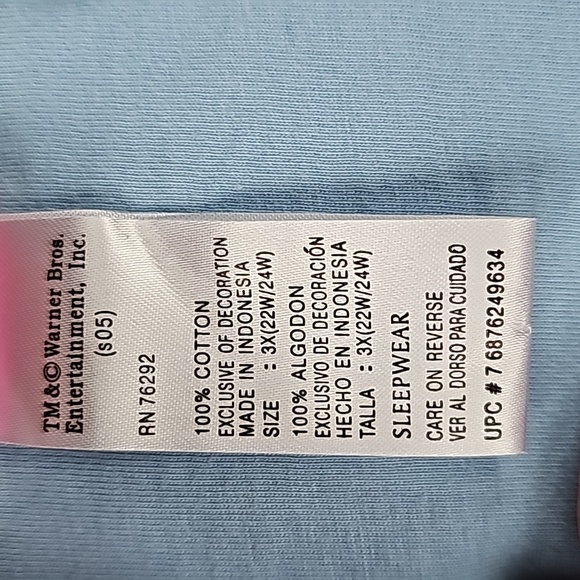 TM&©Warner Bros.
Entertainment, Inc.
(s05)
RN 76292
100% COTTON
EXCLUSIVE OF DECORATION
MADE IN INDONESIA
SIZE : 3X(22W/24W)
100% ALGODON
EXCLUSIVO DE DECORACIÓN
HECHO EN INDONESIA
TALLA : 3X(22W/24W)
SLEEPWEAR
CARE ON REVERSE
VER AL DORSO PARA CUIDADO
UPC # 7 6876249634